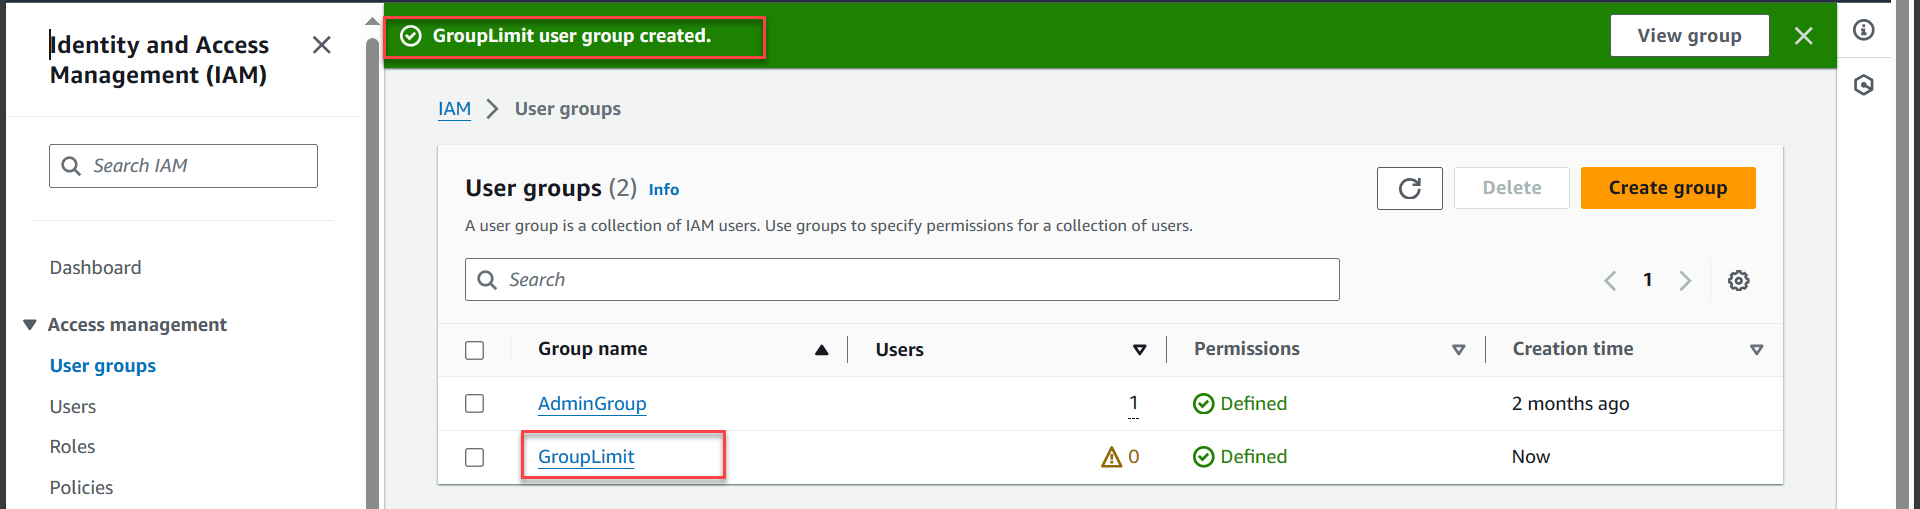 Identity and Access
Management (IAM)
Search IAM
Dashboard
Access management
User groups
Users
Roles
Policies
GroupLimit user group created.
View group
IAM
User groups
User groups (2) Info
Delete
Create group
A user group is a collection of IAM users. Use groups to specify permissions for a collection of users.
Search
1
Group name Users Permissions Creation time
AdminGroup 1 Defined 2 months ago
GroupLimit 0 Defined Now